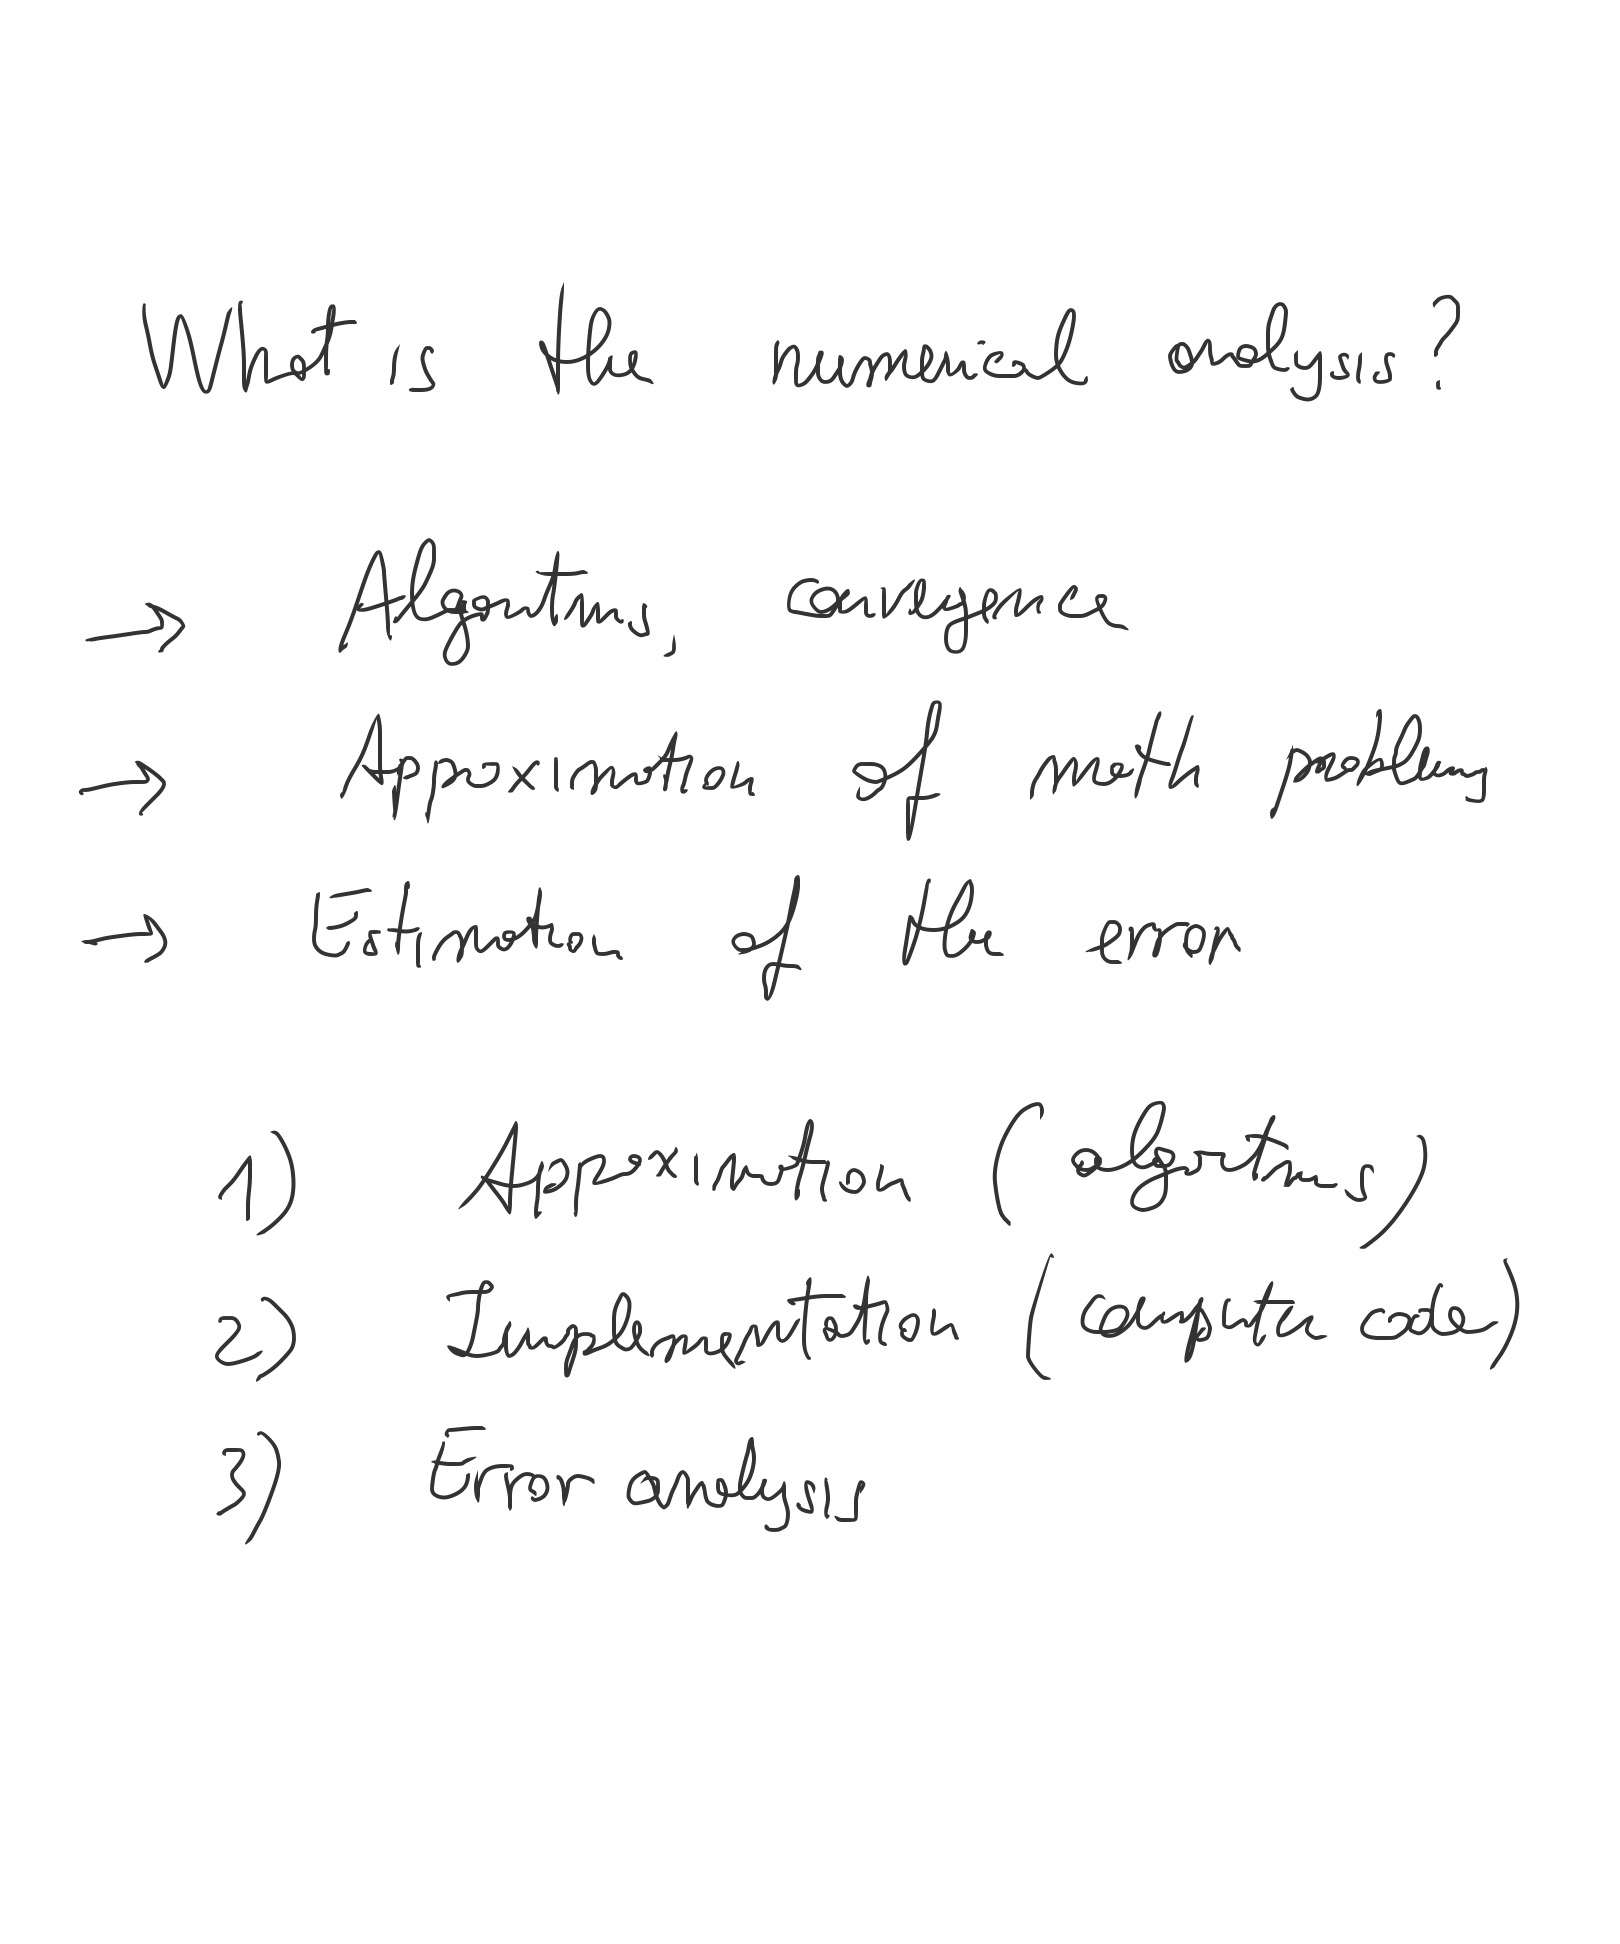 What is the numerical analysis?
→ Algoritms, convergence
→ Approximation of math problems
→ Estimation of the error
1) Approximation (algoritms)
2) Implementation (computer code)
3) Error analysis